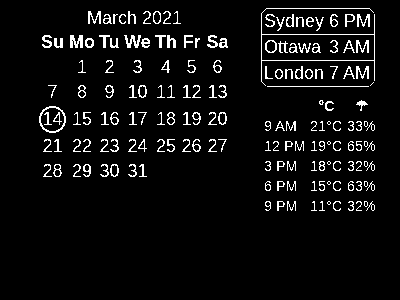 March 2021
Su Mo Tu We Th Fr Sa
1 2 3 4 5 6
7 8 9 10 11 12 13
14 15 16 17 18 19 20
21 22 23 24 25 26 27
28 29 30 31
Sydney 6 PM
Ottawa 3 AM
London 7 AM
°C ☂
9 AM 21°C 33%
12 PM 19°C 65%
3 PM 18°C 32%
6 PM 15°C 63%
9 PM 11°C 32%